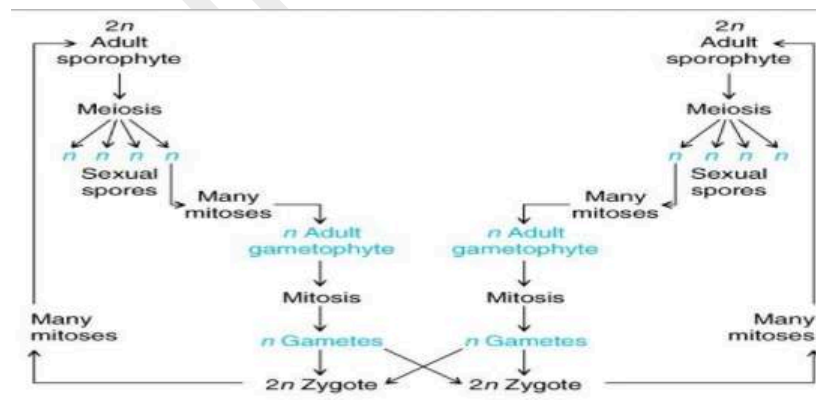 2n
Adult
sporophyte
Meiosis
n n n n
Sexual
spores
Many
mitoses
n Adult
gametophyte
Mitosis
n Gametes
2n Zygote
Many
mitoses
2n
Adult
sporophyte
Meiosis
n n n n
Sexual
spores
Many
mitoses
n Adult
gametophyte
Mitosis
n Gametes
2n Zygote
Many
mitoses